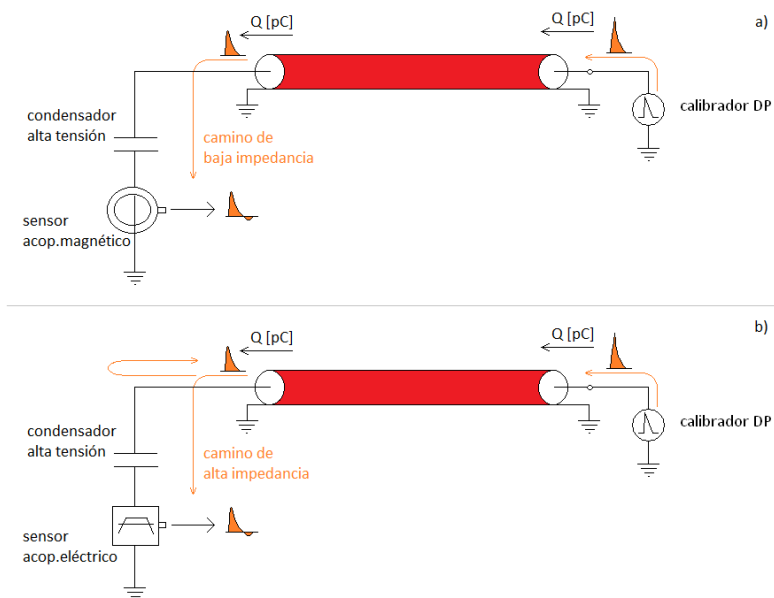 a)
Q [pC]
Q [pC]
condensador
alta tensión
calibrador DP
camino de
baja impedancia
sensor
acop.magnético
b)
Q [pC]
Q [pC]
condensador
alta tensión
calibrador DP
camino de
alta impedancia
sensor
acop.eléctrico